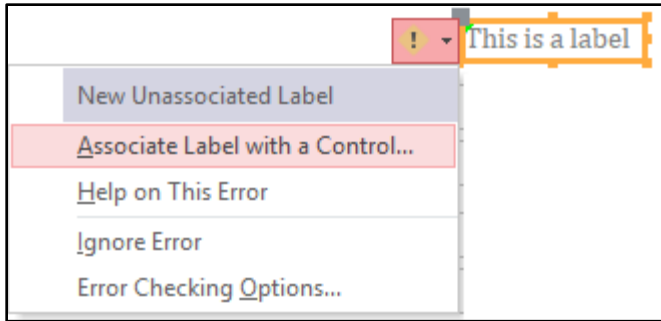 This is a label
New Unassociated Label
Associate Label with a Control...
Help on This Error
Ignore Error
Error Checking Options...